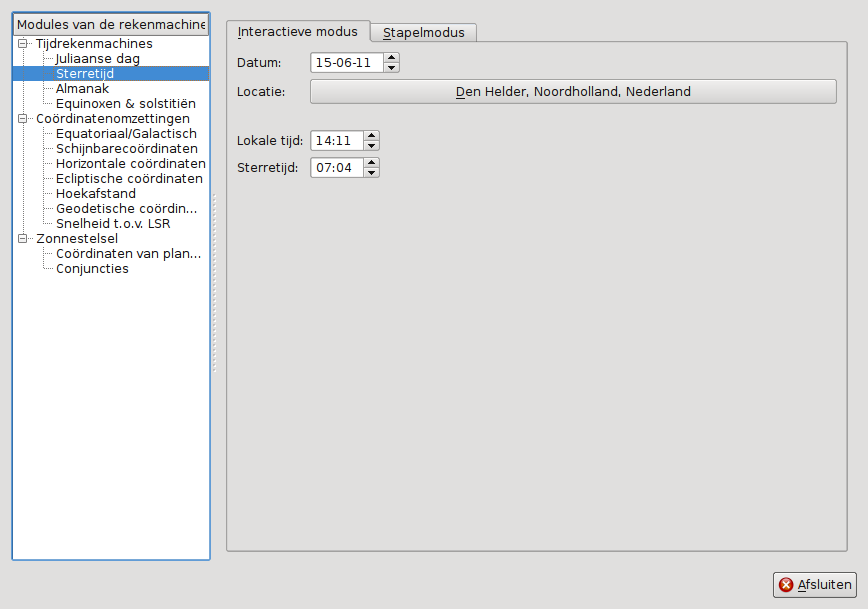 Modules van de rekenmachine
Tijdrekenmachines
Juliaanse dag
Sterretijd
Almanak
Equinoxen & solstitiën
Coördinatenomzettingen
Equatoriaal/Galactisch
Schijnbarecoördinaten
Horizontale coördinaten
Ecliptische coördinaten
Hoekafstand
Geodetische coördin...
Snelheid t.o.v. LSR
Zonnestelsel
Coördinaten van plan...
Conjuncties
Interactieve modus
Stapelmodus
Datum: 15-06-11
Locatie: Den Helder, Noordholland, Nederland
Lokale tijd: 14:11
Sterretijd: 07:04
Afsluiten